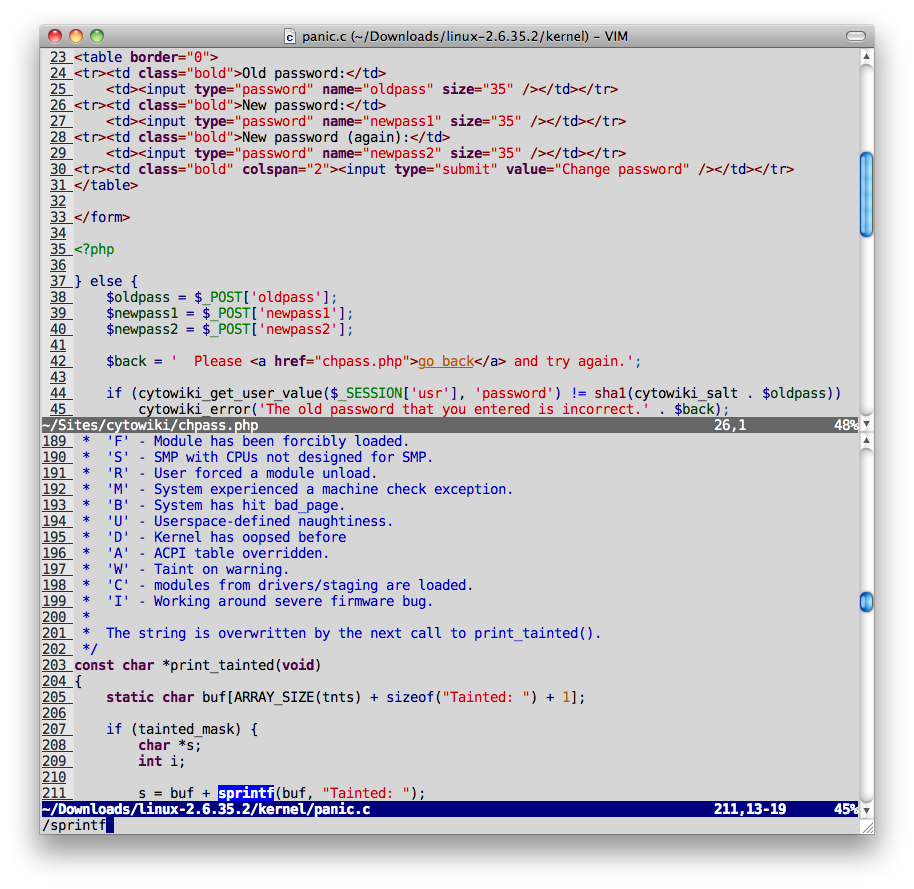 panic.c (~/Downloads/linux-2.6.35.2/kernel) – VIM
23 <table border="0">
24 <tr><td class="bold">Old password:</td>
25     <td><input type="password" name="oldpass" size="35" /></td></tr>
26 <tr><td class="bold">New password:</td>
27     <td><input type="password" name="newpass1" size="35" /></td></tr>
28 <tr><td class="bold">New password (again):</td>
29     <td><input type="password" name="newpass2" size="35" /></td></tr>
30 <tr><td class="bold" colspan="2"><input type="submit" value="Change password" /></td></tr>
31 </table>
32
33 </form>
34
35 <?php
36
37 } else {
38     $oldpass = $_POST['oldpass'];
39     $newpass1 = $_POST['newpass1'];
40     $newpass2 = $_POST['newpass2'];
41
42     $back = '  Please <a href="chpass.php">go back</a> and try again.';
43
44     if (cytowiki_get_user_value($_SESSION['usr'], 'password') != sha1(cytowiki_salt . $oldpass))
45         cytowiki_error('The old password that you entered is incorrect.' . $back);
~/Sites/cytowiki/chpass.php 26,1 48%
189  *  'F' - Module has been forcibly loaded.
190  *  'S' - SMP with CPUs not designed for SMP.
191  *  'R' - User forced a module unload.
192  *  'M' - System experienced a machine check exception.
193  *  'B' - System has hit bad_page.
194  *  'U' - Userspace-defined naughtiness.
195  *  'D' - Kernel has oopsed before
196  *  'A' - ACPI table overridden.
197  *  'W' - Taint on warning.
198  *  'C' - modules from drivers/staging are loaded.
199  *  'I' - Working around severe firmware bug.
200  *
201  *  The string is overwritten by the next call to print_tainted().
202  */
203 const char *print_tainted(void)
204 {
205     static char buf[ARRAY_SIZE(tnts) + sizeof("Tainted: ") + 1];
206
207     if (tainted_mask) {
208         char *s;
209         int i;
210
211         s = buf + sprintf(buf, "Tainted: ");
~/Downloads/linux-2.6.35.2/kernel/panic.c 211,13-19 45%
/sprintf